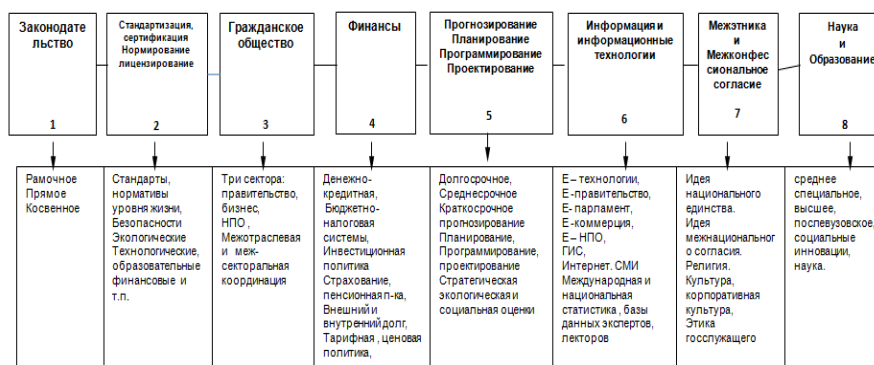 Законодате
льство
1
Стандартизация,
сертификация
Нормирование
лицензирование
2
Гражданское
общество
3
Финансы
4
Прогнозирование
Планирование
Программирование
Проектирование
5
Информация и
информационные
технологии
6
Межэтника
и
Межконфес
сиональное
согласие
7
Наука
и
Образование
8
Рамочное
Прямое
Косвенное
Стандарты,
нормативы
уровня жизни,
Безопасности
Экологические
Технологические,
образовательные
финансовые и
т.п.
Три сектора:
правительство,
бизнес,
НПО ,
Межотраслевая
и меж-
секторальная
координация
Денежно-
кредитная,
Бюджетно-
налоговая
системы,
Инвестиционная
политика
Страхование,
пенсионная п-ка,
Внешний и
внутренний долг,
Тарифная , ценовая
политика,
Долгосрочное,
Среднесрочное
Краткосрочное
прогнозирование
Планирование,
Программирование,
проектирование
Стратегическая
экологическая и
социальная оценки
Е – технологии,
Е-правительство,
Е- парламент,
Е-коммерция,
Е – НПО,
ГИС,
Интернет. СМИ
Международная и
национальная
статистика , базы
данных экспертов,
лекторов
Идея
национального
единства.
Идея
межнационально
го согласия.
Религия.
Культура,
корпоративная
культура,
Этика
госслужащего
среднее
специальное,
высшее,
послевузовское,
социальные
инновации,
наука.